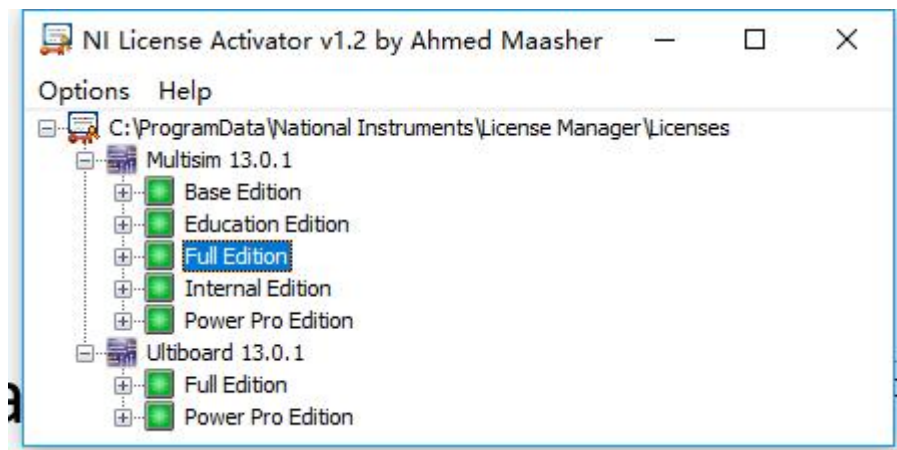 NI License Activator v1.2 by Ahmed Maasher
Options Help
C:\ProgramData\National Instruments\License Manager\Licenses
Multisim 13.0.1
Base Edition
Education Edition
Full Edition
Internal Edition
Power Pro Edition
Ultiboard 13.0.1
Full Edition
Power Pro Edition